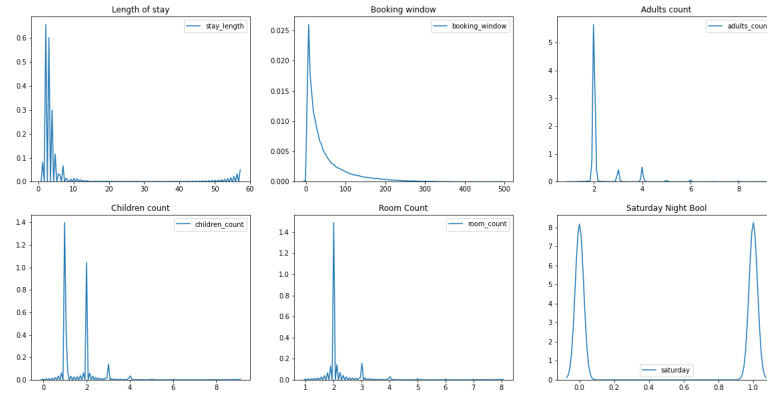 Length of stay
stay_length
0.6
0.5
0.4
0.3
0.2
0.1
0.0
0 10 20 30 40 50 60
Booking window
booking_window
0.025
0.020
0.015
0.010
0.005
0.000
0 100 200 300 400 500
Adults count
adults_count
5
4
3
2
1
0
2 4 6 8
Children count
children_count
1.4
1.2
1.0
0.8
0.6
0.4
0.2
0.0
0 2 4 6 8
Room Count
room_count
1.4
1.2
1.0
0.8
0.6
0.4
0.2
0.0
1 2 3 4 5 6 7 8
Saturday Night Bool
8
7
6
5
4
3
2
1
0
saturday
0.0 0.2 0.4 0.6 0.8 1.0